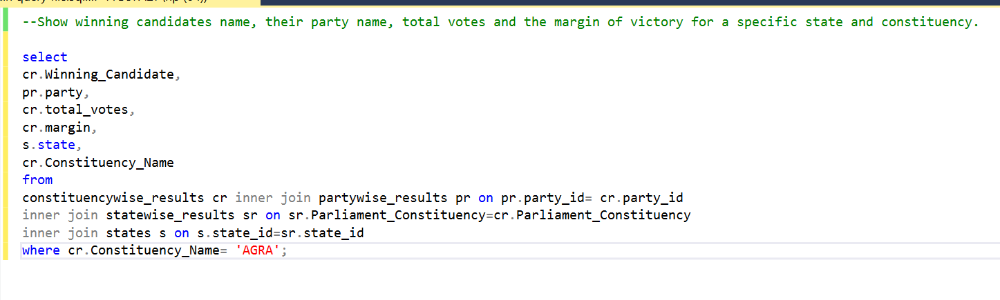 --Show winning candidates name, their party name, total votes and the margin of victory for a specific state and constituency.
select
cr.Winning_Candidate,
pr.party,
cr.total_votes,
cr.margin,
s.state,
cr.Constituency_Name
from
constituencywise_results cr inner join partywise_results pr on pr.party_id= cr.party_id
inner join statewise_results sr on sr.Parliament_Constituency=cr.Parliament_Constituency
inner join states s on s.state_id=sr.state_id
where cr.Constituency_Name= 'AGRA';